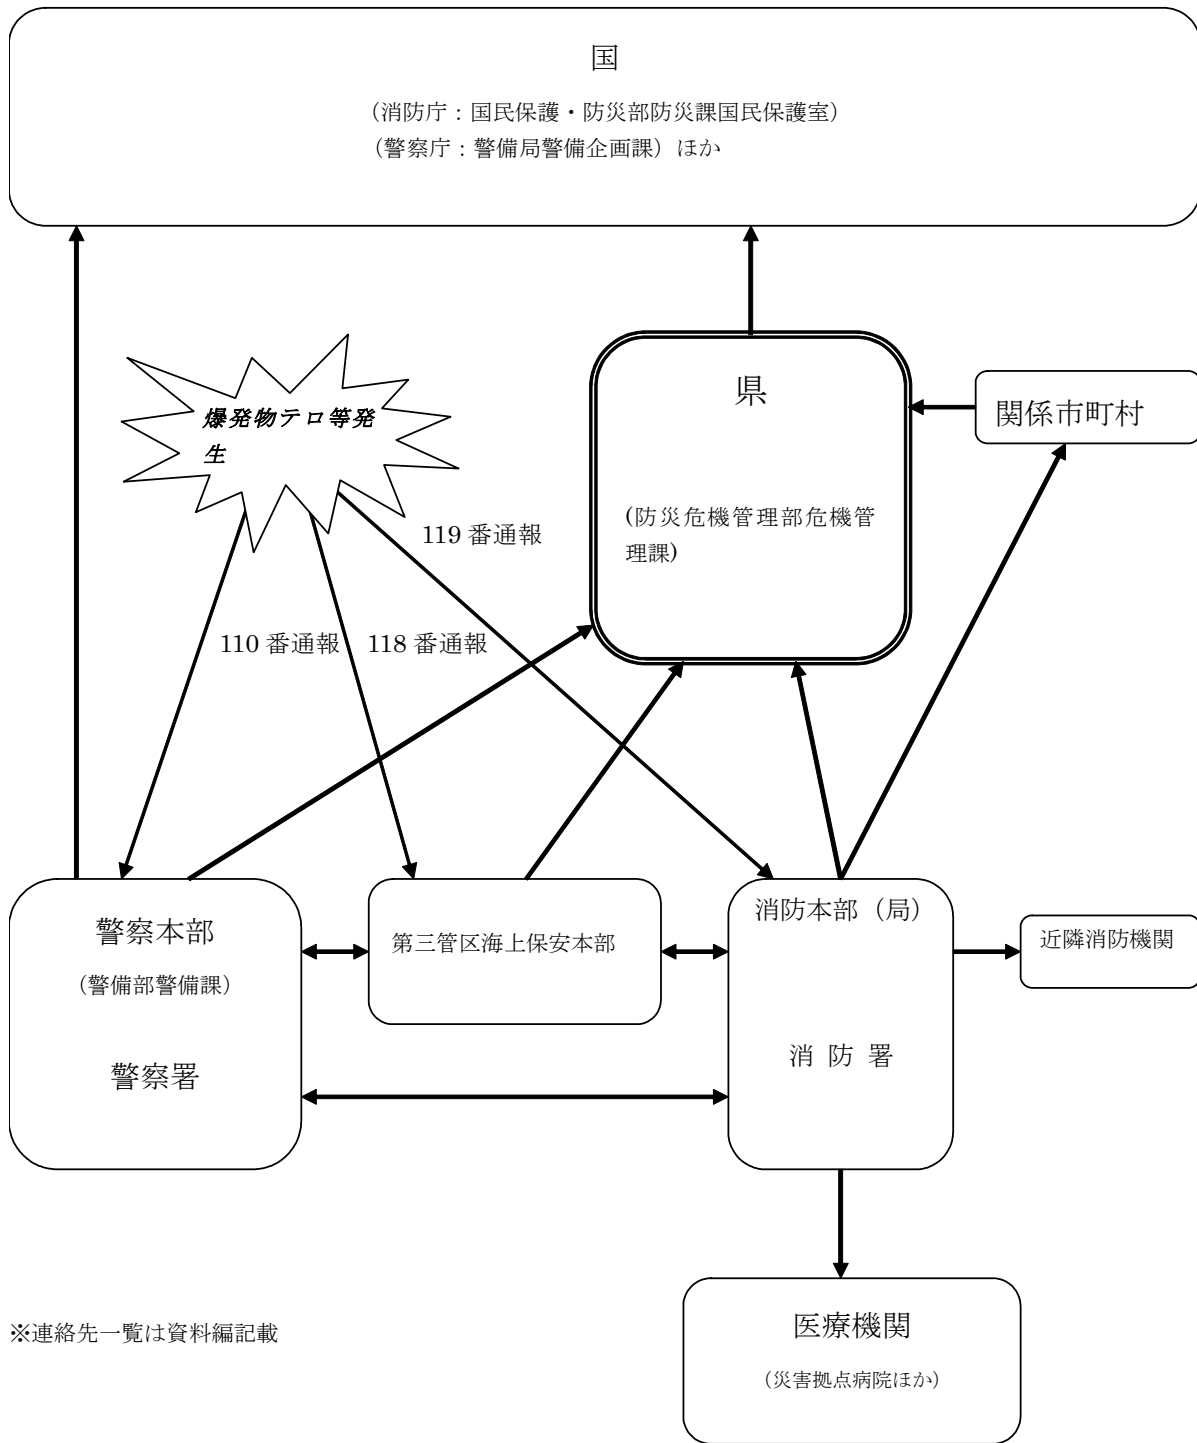 国
（消防庁：国民保護・防災部防災課国民保護室）
（警察庁：警備局警備企画課）ほか
爆発物テロ等発
生
県
(防災危機管理部危機管
理課)
関係市町村
119 番通報
110 番通報
118 番通報
警察本部
（警備部警備課）
警察署
第三管区海上保安本部
消防本部（局）
消 防 署
近隣消防機関
医療機関
（災害拠点病院ほか）
※連絡先一覧は資料編記載